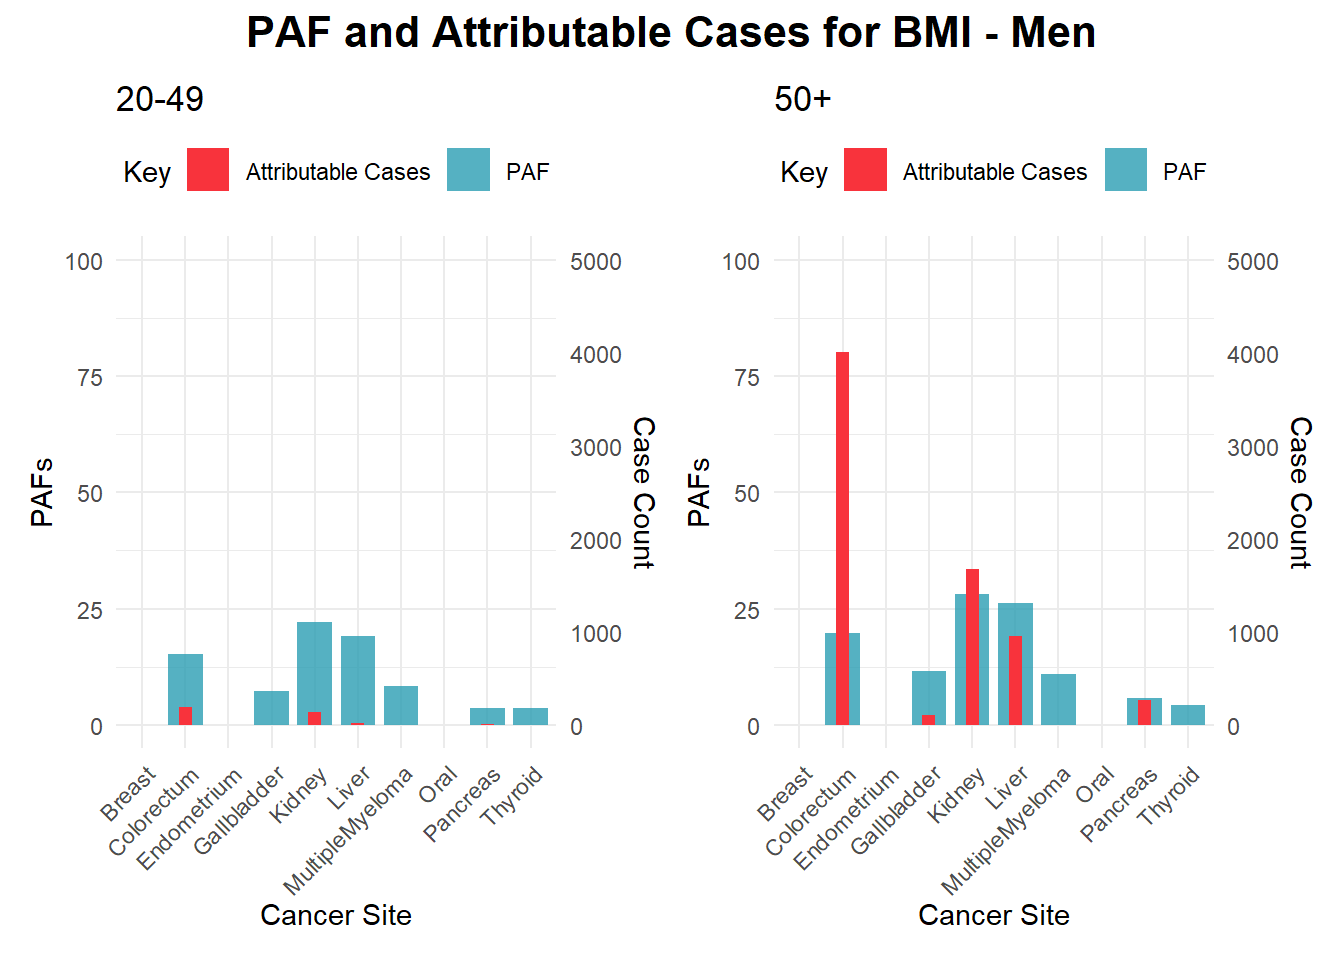 PAF and Attributable Cases for BMI - Men
20-49
Key Attributable Cases PAF
100
75
50
25
0
PAFs
5000
4000
3000
2000
1000
0
Case Count
Breast
Colorectum
Endometrium
Gallbladder
Kidney
Liver
MultipleMyeloma
Oral
Pancreas
Thyroid
Cancer Site
50+
Key Attributable Cases PAF
100
75
50
25
0
PAFs
5000
4000
3000
2000
1000
0
Case Count
Breast
Colorectum
Endometrium
Gallbladder
Kidney
Liver
MultipleMyeloma
Oral
Pancreas
Thyroid
Cancer Site